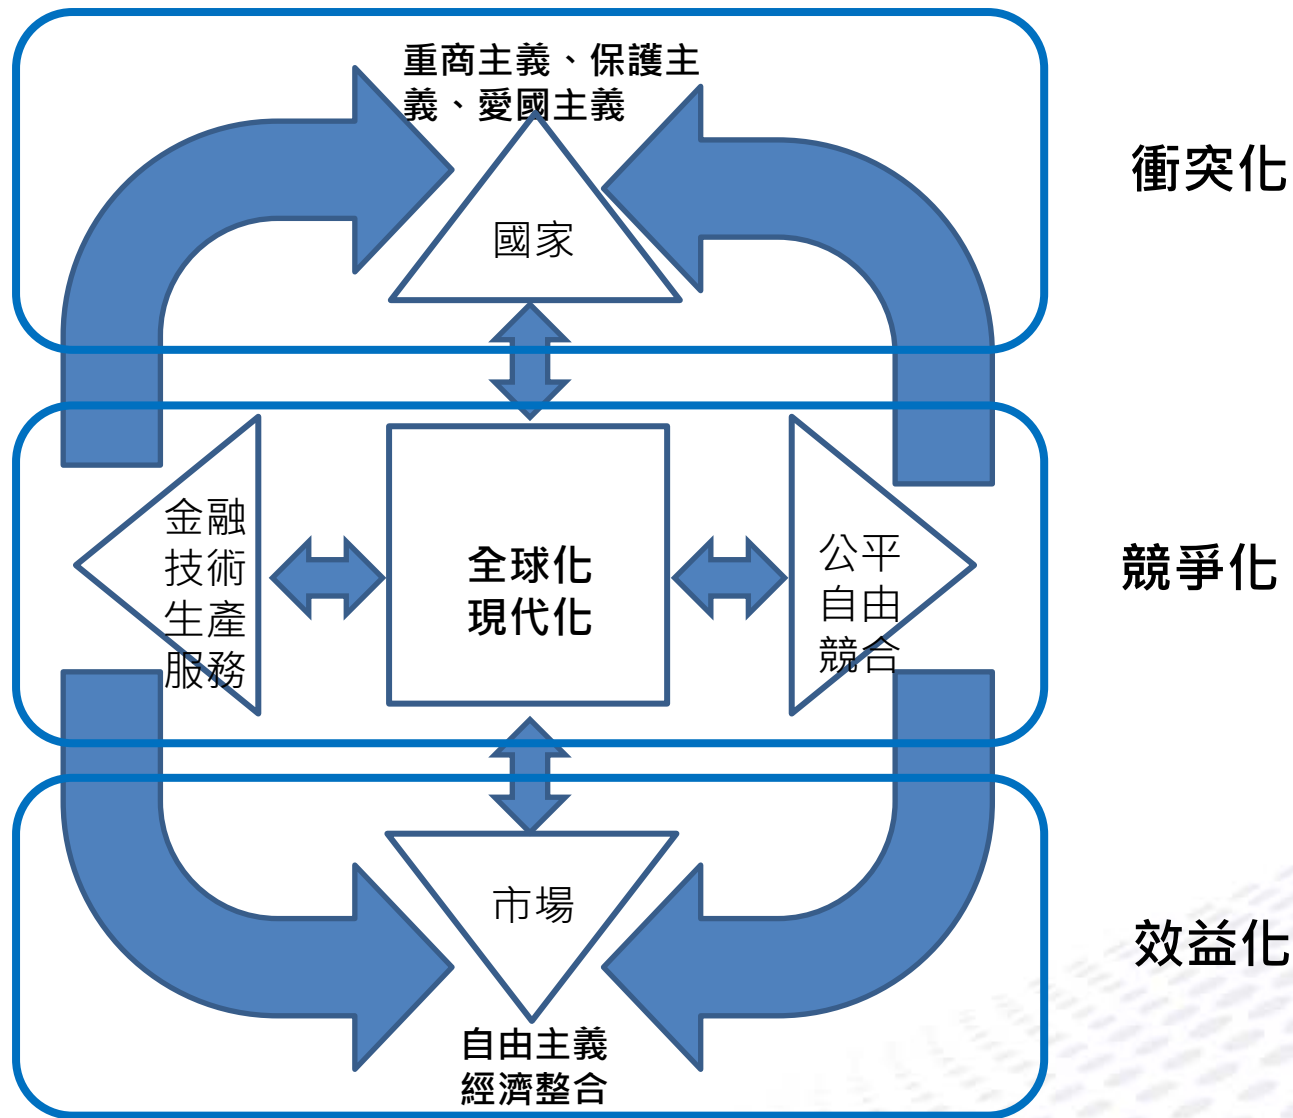 重商主義、保護主
義、愛國主義
國家
衝突化
金融
技術
生產
服務
全球化
現代化
公平
自由
競合
競爭化
市場
自由主義
經濟整合
效益化